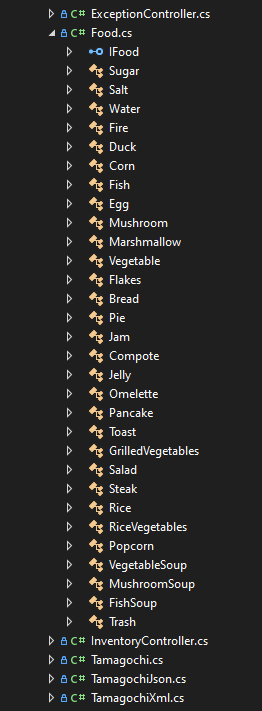 C# ExceptionController.cs
C# Food.cs
IFood
Sugar
Salt
Water
Fire
Duck
Corn
Fish
Egg
Mushroom
Marshmallow
Vegetable
Flakes
Bread
Pie
Jam
Compote
Jelly
Omelette
Pancake
Toast
GrilledVegetables
Salad
Steak
Rice
RiceVegetables
Popcorn
VegetableSoup
MushroomSoup
FishSoup
Trash
C# InventoryController.cs
C# Tamagochi.cs
C# TamagochiJson.cs
C# TamagochiXml.cs